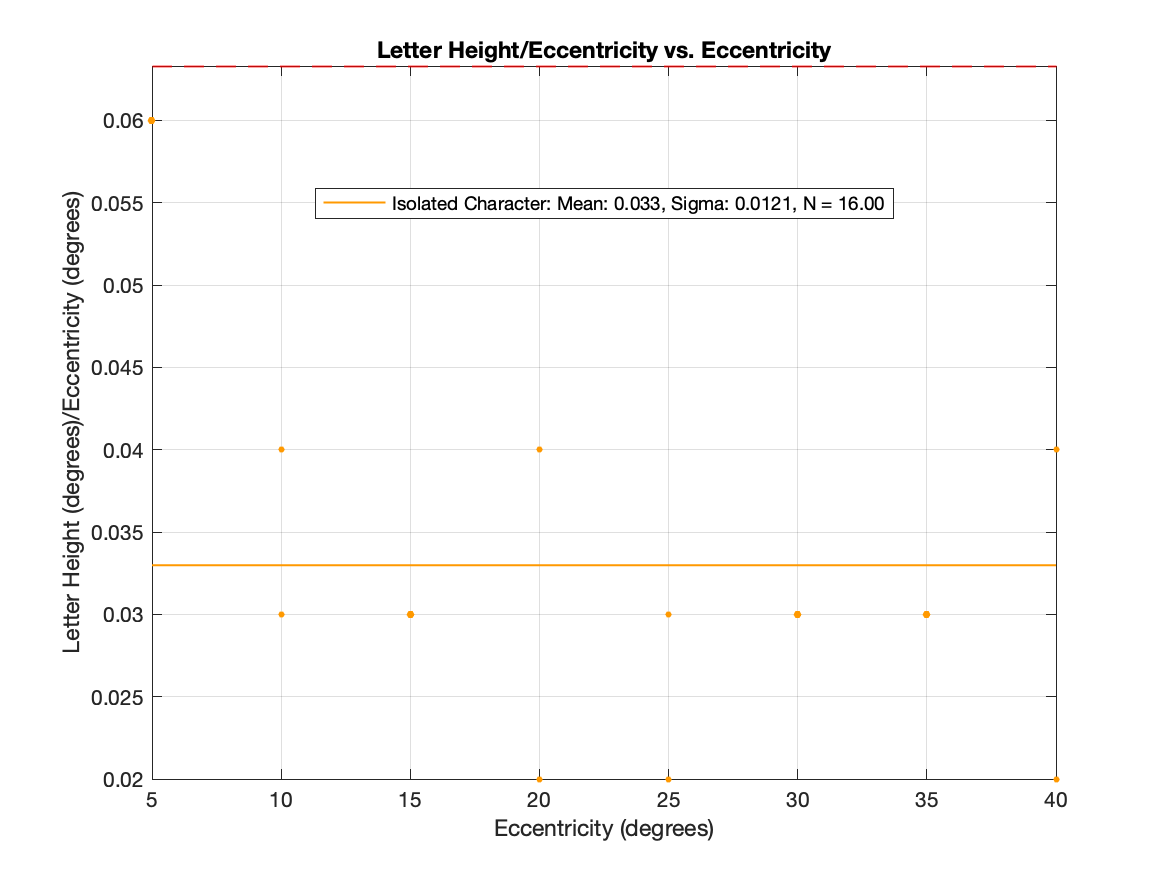 Letter Height/Eccentricity vs. Eccentricity
Letter Height (degrees)/Eccentricity (degrees)
0.06
0.055
0.05
0.045
0.04
0.035
0.03
0.025
0.02
Isolated Character: Mean: 0.033, Sigma: 0.0121, N = 16.00
5 10 15 20 25 30 35 40
Eccentricity (degrees)